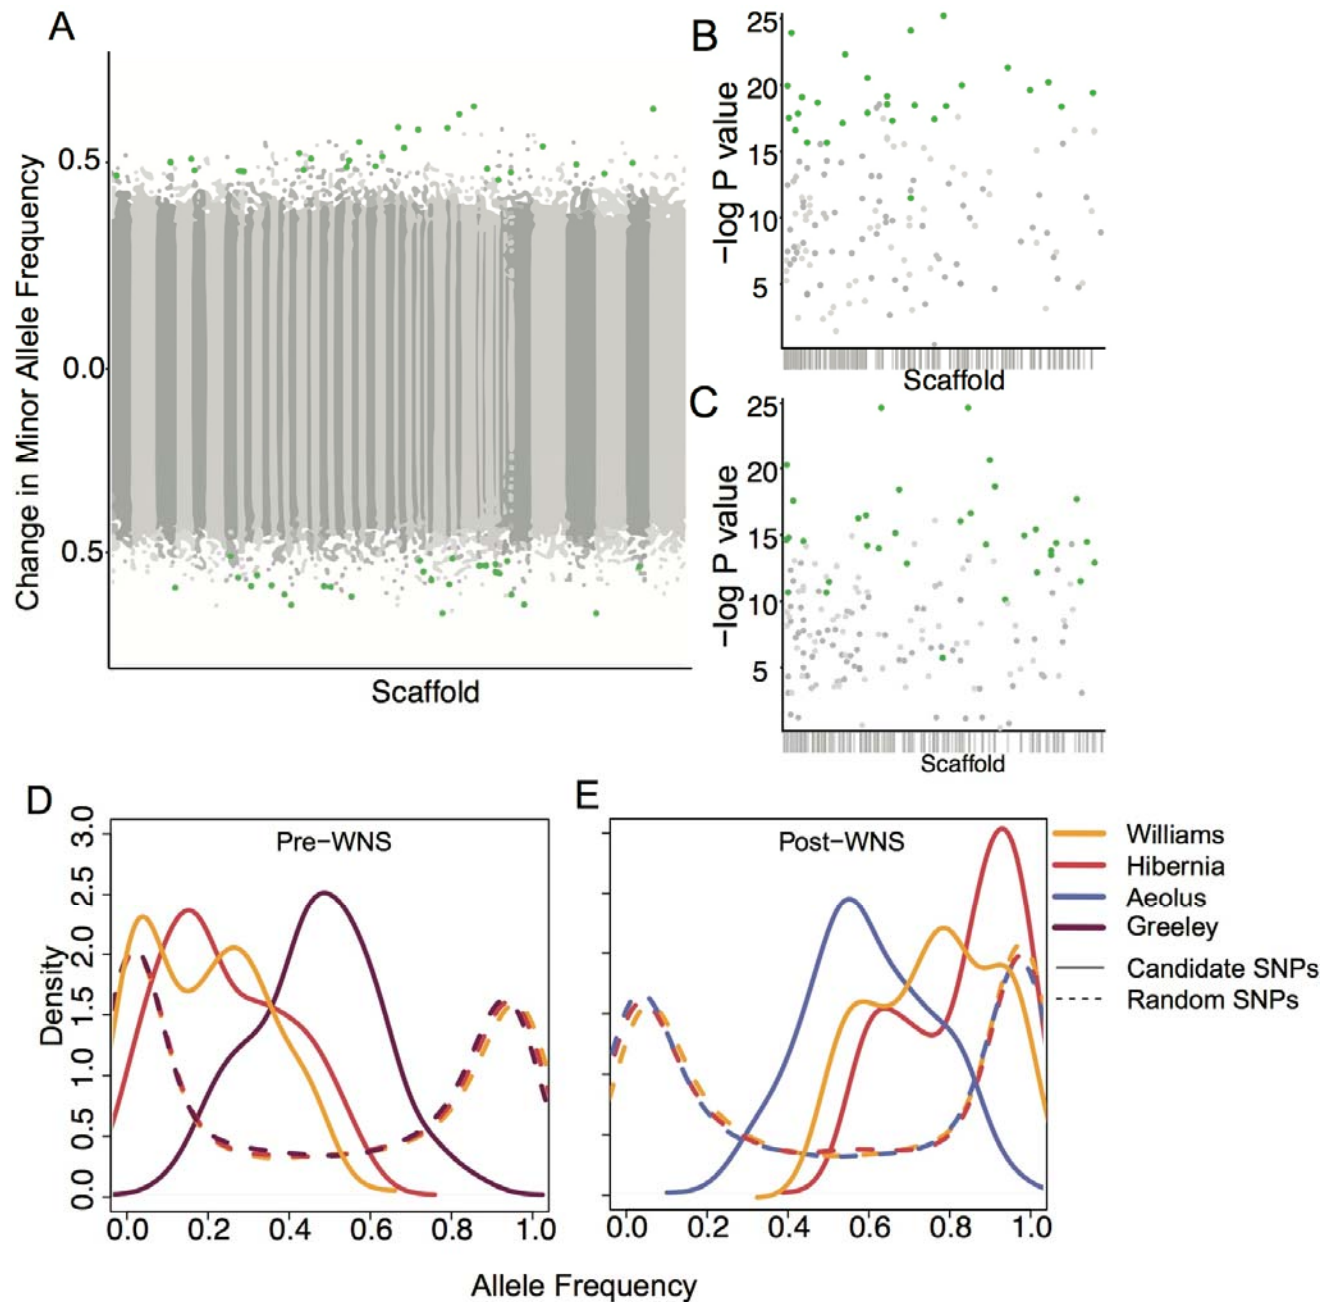 A
Change in Minor Allele Frequency
0.5
0.0
0.5
Scaffold
B
−log P value
25
20
15
10
5
Scaffold
C
−log P value
25
20
15
10
5
Scaffold
D
Pre−WNS
Density
3.0
2.5
2.0
1.5
1.0
0.5
0.0
0.0 0.2 0.4 0.6 0.8 1.0
E
Post−WNS
0.0 0.2 0.4 0.6 0.8 1.0
Allele Frequency
Williams
Hibernia
Aeolus
Greeley
Candidate SNPs
Random SNPs